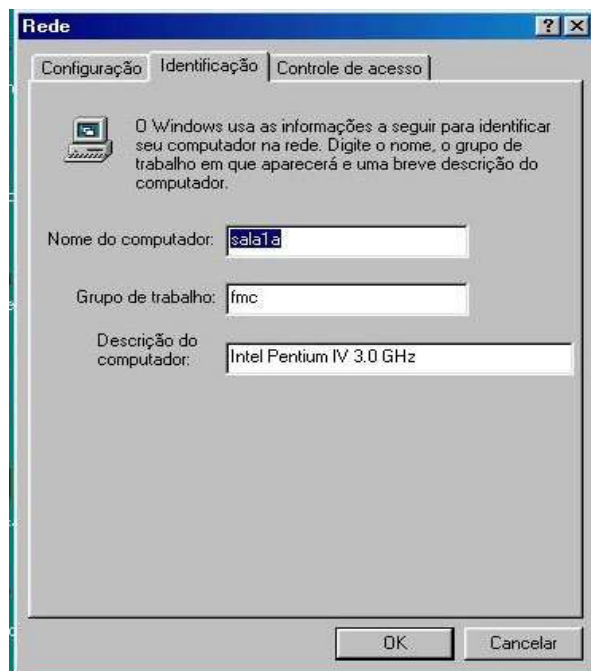 Rede
Configuração Identificação Controle de acesso
O Windows usa as informações a seguir para identificar
seu computador na rede. Digite o nome, o grupo de
trabalho em que aparecerá e uma breve descrição do
computador.
Nome do computador: sala1a
Grupo de trabalho: fmc
Descrição do
computador: Intel Pentium IV 3.0 GHz
OK Cancelar